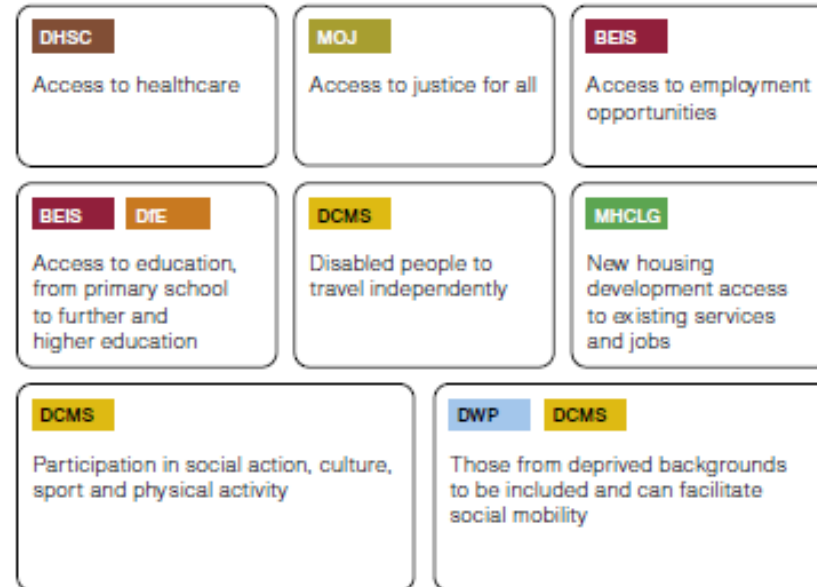 DHSC
Access to healthcare
MOJ
Access to justice for all
BEIS
Access to employment
opportunities
BEIS DfE
Access to education,
from primary school
to further and
higher education
DCMS
Disabled people to
travel independently
MHCLG
New housing
development access
to existing services
and jobs
DCMS
Participation in social action, culture,
sport and physical activity
DWP DCMS
Those from deprived backgrounds
to be included and can facilitate
social mobility